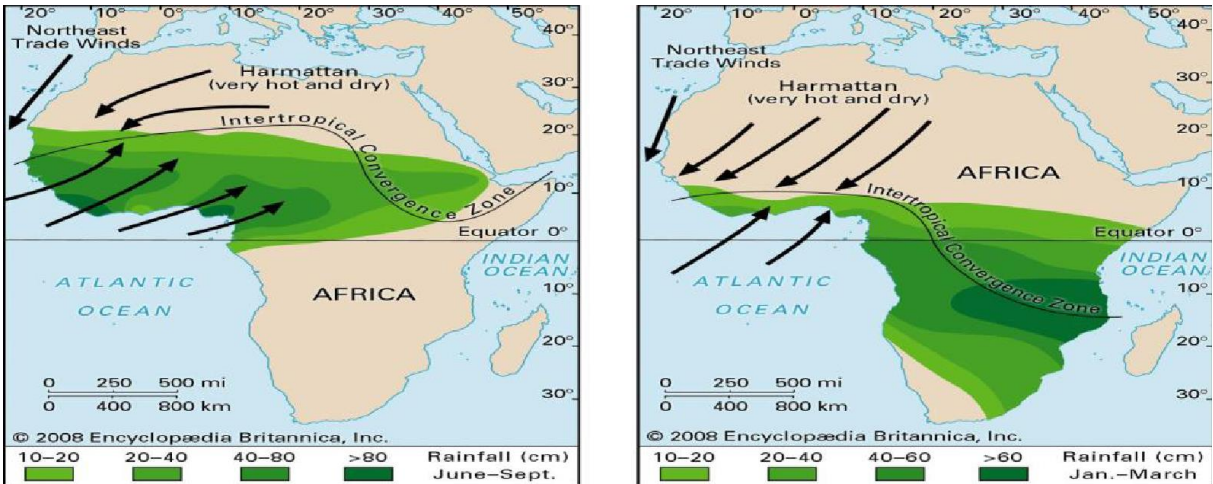 20° 10° 0° 10° 20° 30° 40° 50°
Northeast
Trade Winds
40°
Harmattan
(very hot and dry)
30°
20°
Intertropical Convergence Zone
10°
Equator 0°
ATLANTIC
OCEAN
AFRICA
INDIAN
OCEAN
10°
20°
0 250 500 mi
0 400 800 km
30°
© 2008 Encyclopædia Britannica, Inc.
10–20 20–40 40–80 >80 Rainfall (cm)
June–Sept.
20° 10° 0° 10° 20° 30° 40° 50°
Northeast
Trade Winds
40°
Harmattan
(very hot and dry)
30°
20°
AFRICA
10°
Intertropical Convergence Zone
Equator 0°
ATLANTIC
OCEAN
INDIAN
OCEAN
10°
20°
0 250 500 mi
0 400 800 km
30°
© 2008 Encyclopædia Britannica, Inc.
10–20 20–40 40–60 >60 Rainfall (cm)
Jan.–March